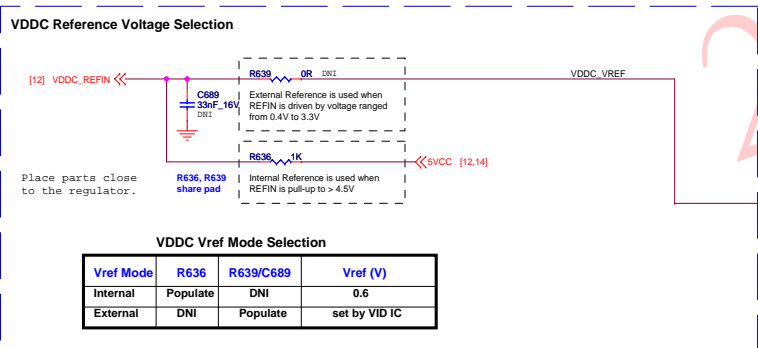 VDDC Reference Voltage Selection
[12] VDDC_REFIN
R639 0R DNI
VDDC_VREF
C689
33nF_16V
DNI
External Reference is used when
REFIN is driven by voltage ranged
from 0.4V to 3.3V
R636 1K
5VCC [12,14]
Place parts close
to the regulator.
R636, R639
share pad
Internal Reference is used when
REFIN is pull-up to > 4.5V
VDDC Vref Mode Selection
Vref Mode R636 R639/C689 Vref (V)
Internal Populate DNI 0.6
External DNI Populate set by VID IC